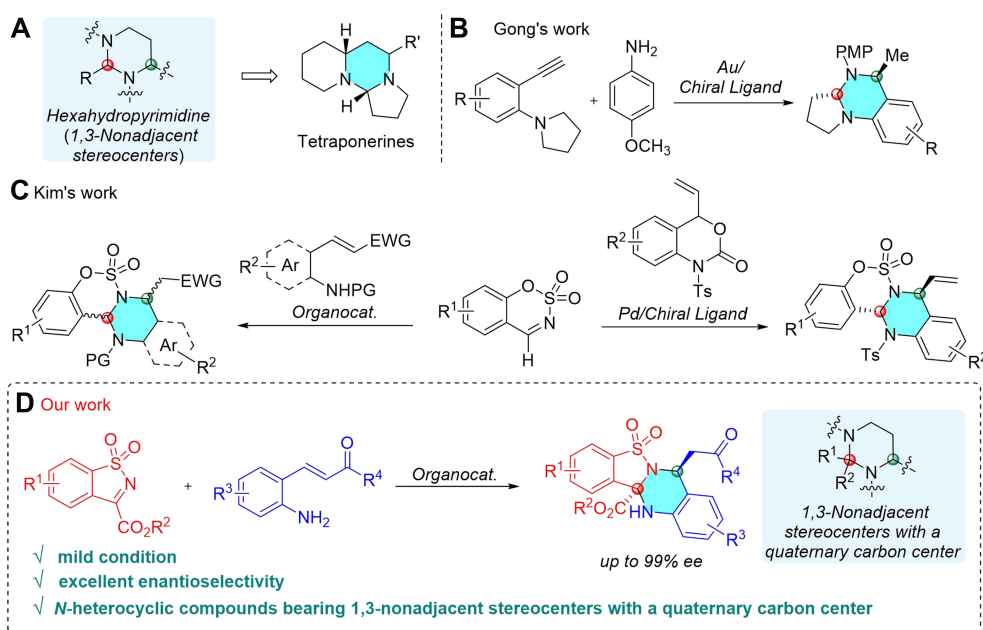 A
N
N
R
Hexahydropyrimidine
(1,3-Nonadjacent
stereocenters)
H
R'
N
N
H
Tetraponerines
B
Gong's work
R
N
+
NH2
OCH3
Au/
Chiral Ligand
PMP
Me
N
N
R
C Kim's work
O
O
O
S
N
EWG
R1
N
PG
Ar
R2
R2
Ar
EWG
NHPG
Organocat.
R1
O
S
O
O
N
H
R2
O
N
O
Ts
Pd/Chiral Ligand
O
O
O
S
N
R1
Ts
N
R2
D Our work
R1
O
O
S
N
CO2R2
+
R3
O
R4
NH2
Organocat.
R1
O
O
S
N
O
R4
R2O2C
HN
R3
up to 99% ee
N
R1
R2
N
1,3-Nonadjacent
stereocenters with a
quaternary carbon center
√ mild condition
√ excellent enantioselectivity
√ N-heterocyclic compounds bearing 1,3-nonadjacent stereocenters with a quaternary carbon center